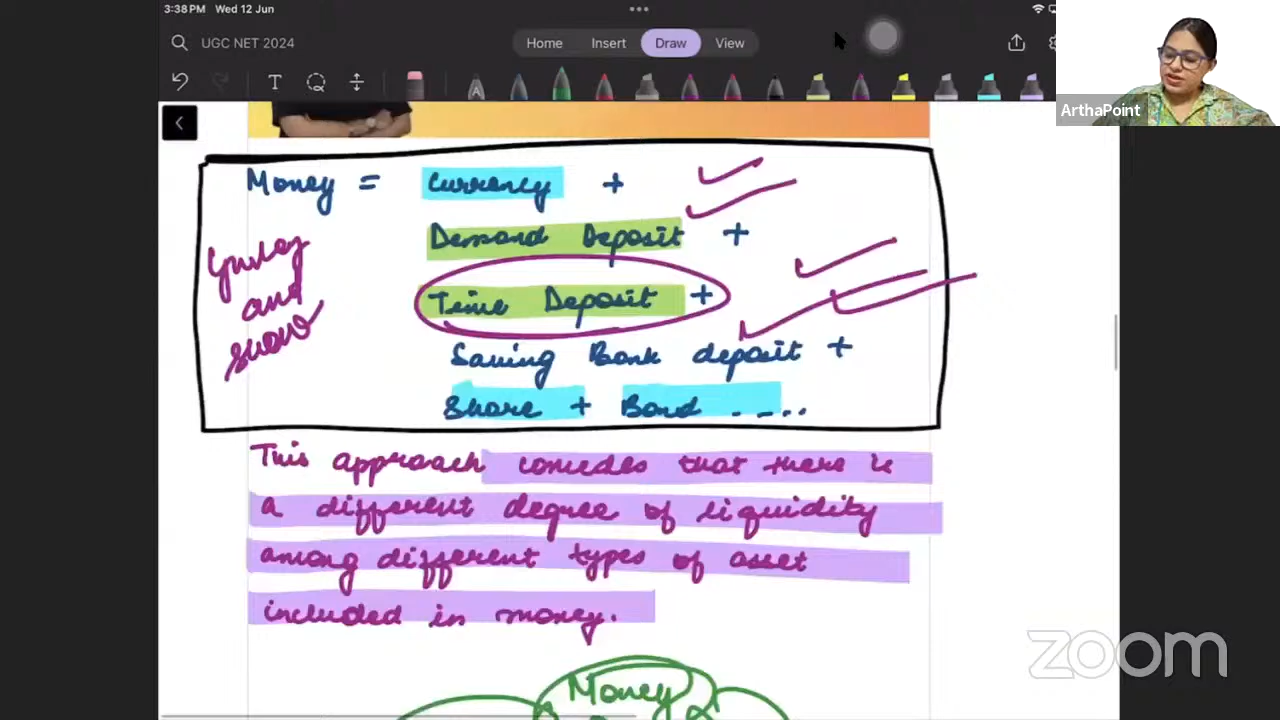 3:38 PM Wed 12 Jun
UGC NET 2024
Home Insert Draw View
ArthaPoint
Money = Currency +
Demand Deposit +
Gurley
and
Shaw
Time Deposit +
Saving Bank deposit +
Share + Bond ....
This approach concedes that there is
a different degree of liquidity
among different types of asset
included in money.
zoom
Money